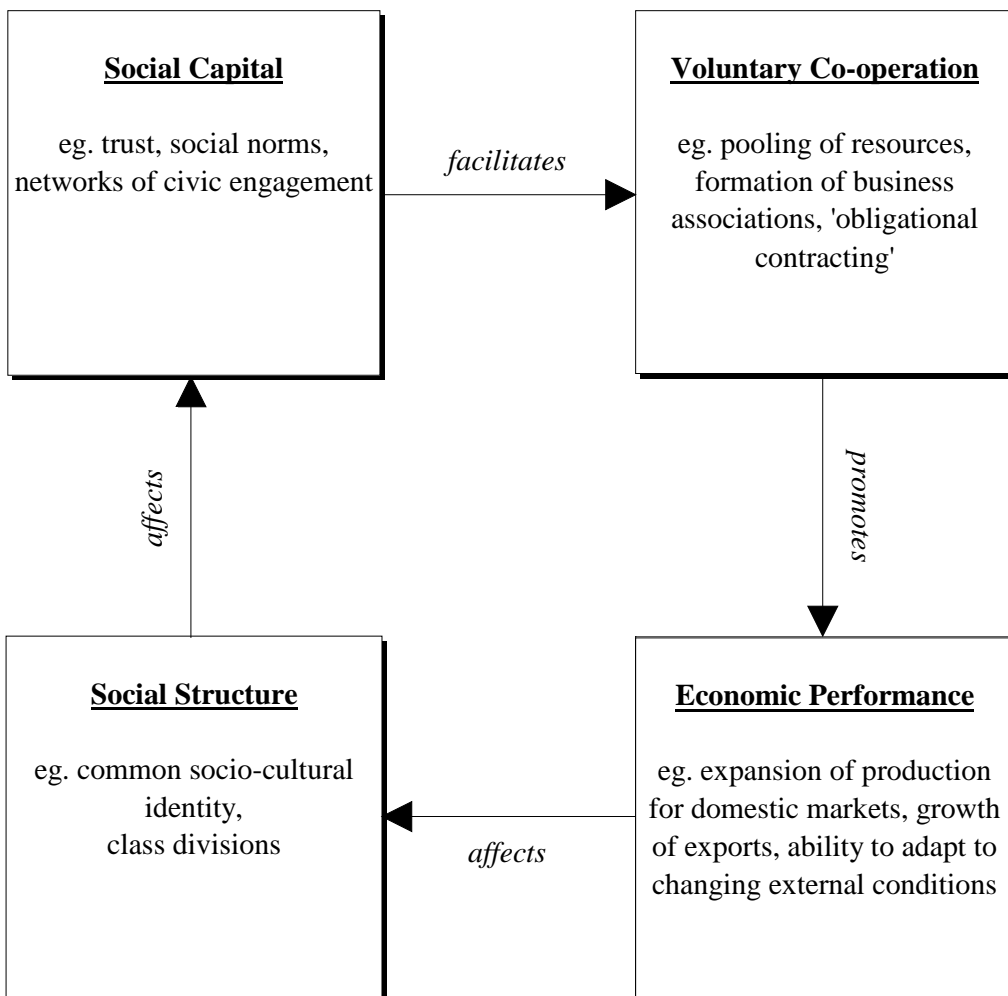 Social Capital
eg. trust, social norms,
networks of civic engagement
facilitates
Voluntary Co-operation
eg. pooling of resources,
formation of business
associations, 'obligational
contracting'
promotes
Economic Performance
eg. expansion of production
for domestic markets, growth
of exports, ability to adapt to
changing external conditions
affects
Social Structure
eg. common socio-cultural
identity,
class divisions
affects